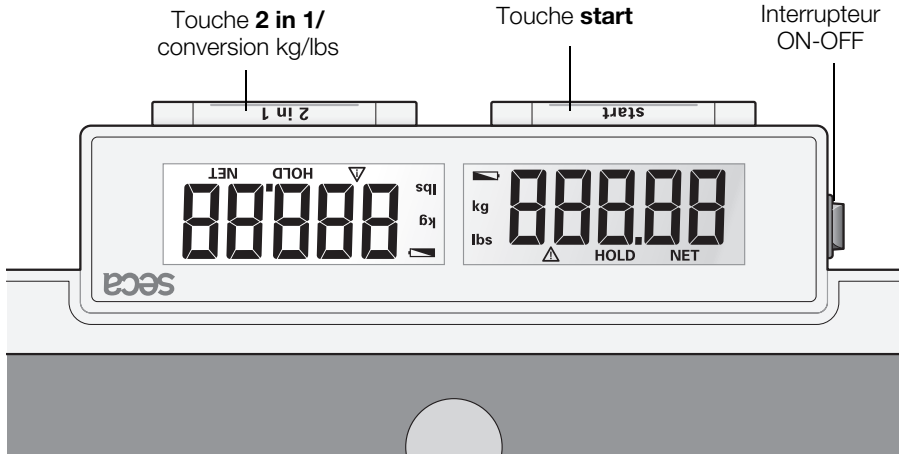 Touche 2 in 1/
conversion kg/lbs
Touche start
Interrupteur
ON-OFF
2 in 1
start
NET HOLD
lbs
kg
88.888
kg
lbs
888.88
HOLD NET
seca